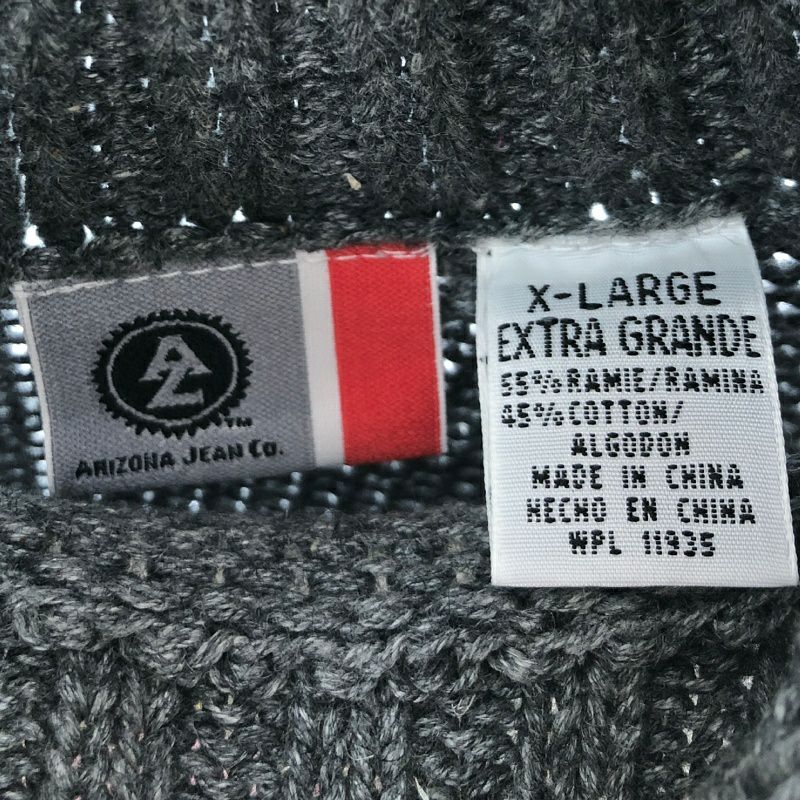 AZ
TM
ARIZONA JEAN CO.
X-LARGE
EXTRA GRANDE
55% RAMIE/RAMINA
45% COTTON/
ALGODON
MADE IN CHINA
HECHO EN CHINA
WPL 11935